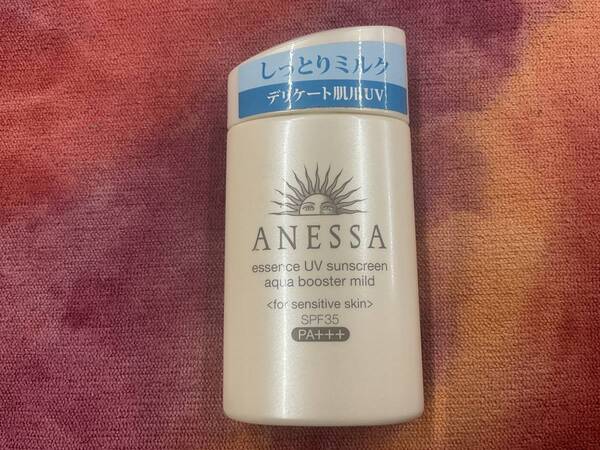 しっとりミルク
デリケート肌用UV
ANESSA
essence UV sunscreen
aqua booster mild
<for sensitive skin>
SPF35
PA+++